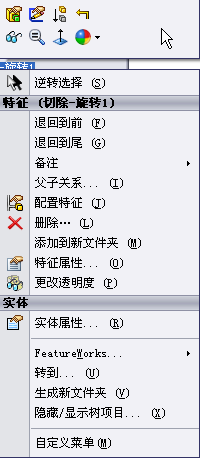 -旋转1
逆转选择 (S)
特征 (切除-旋转1)
退回到前 (F)
退回到尾 (G)
备注
父子关系... (I)
配置特征 (J)
删除… (L)
添加到新文件夹 (M)
特征属性... (O)
更改透明度 (P)
实体
实体属性... (R)
FeatureWorks...
转到... (U)
生成新文件夹 (V)
隐藏/显示树项目... (X)
自定义菜单(M)